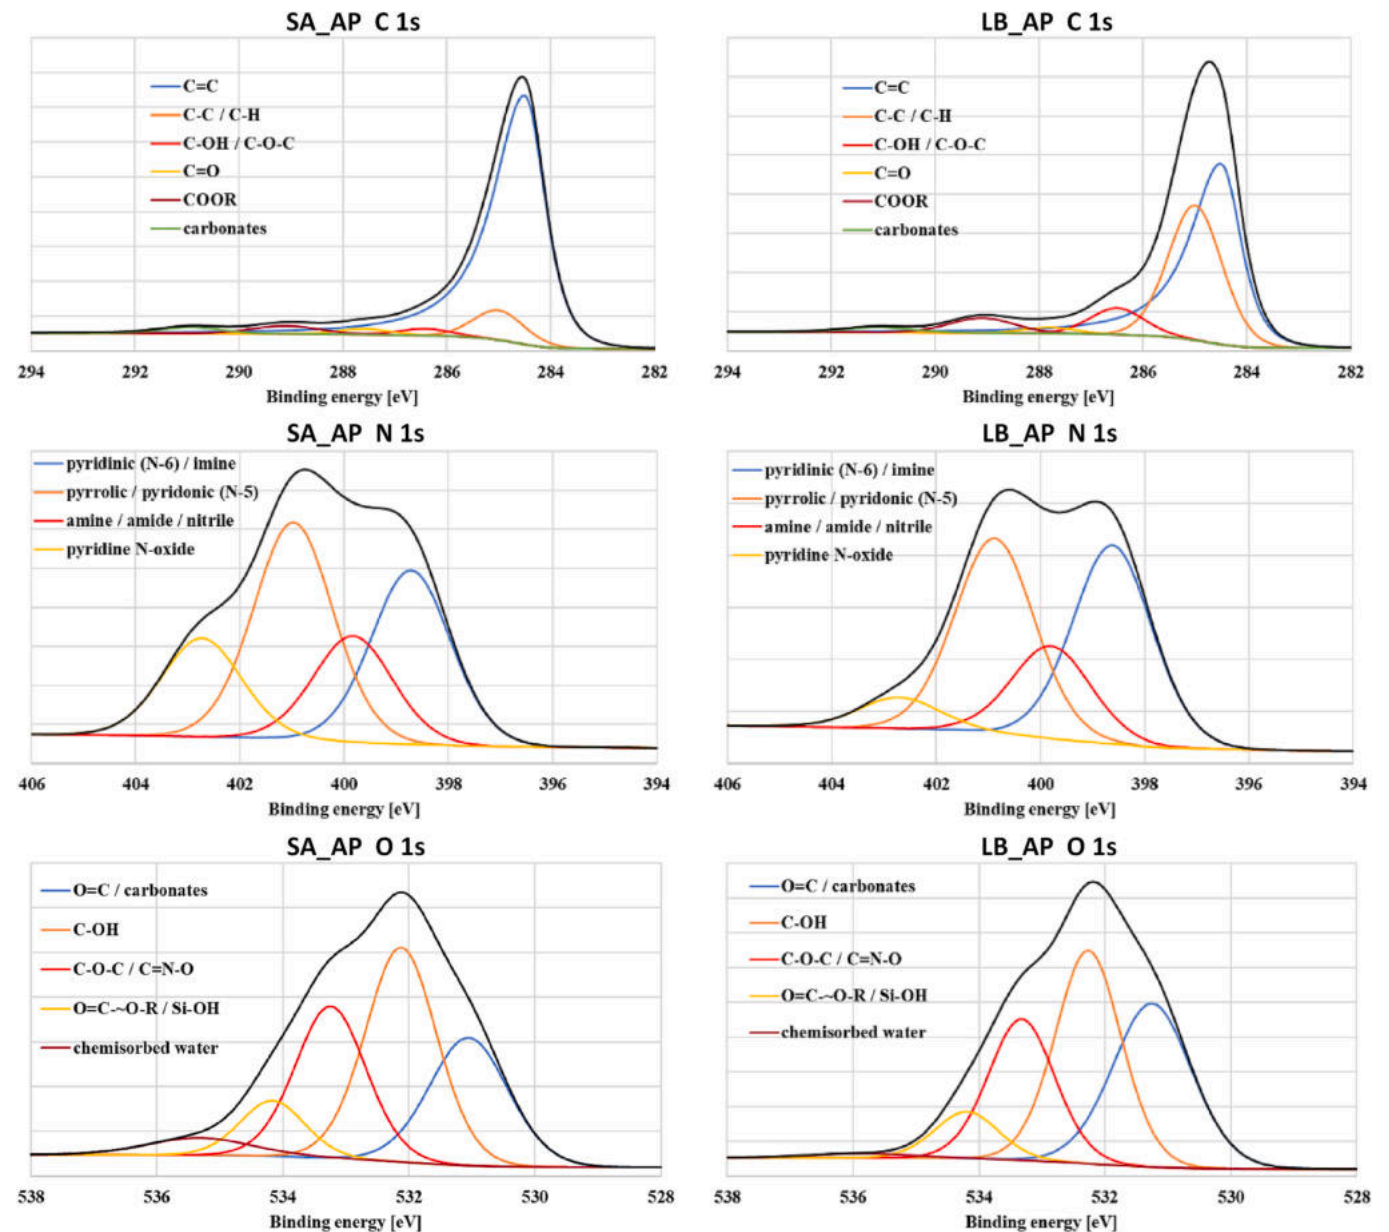 SA_AP C 1s
C=C
C-C / C-H
C-OH / C-O-C
C=O
COOR
carbonates
294 292 290 288 286 284 282
Binding energy [eV]
LB_AP C 1s
C=C
C-C / C-H
C-OH / C-O-C
C=O
COOR
carbonates
294 292 290 288 286 284 282
Binding energy [eV]
SA_AP N 1s
pyridinic (N-6) / imine
pyrrolic / pyridonic (N-5)
amine / amide / nitrile
pyridine N-oxide
406 404 402 400 398 396 394
Binding energy [eV]
LB_AP N 1s
pyridinic (N-6) / imine
pyrrolic / pyridonic (N-5)
amine / amide / nitrile
pyridine N-oxide
406 404 402 400 398 396 394
Binding energy [eV]
SA_AP O 1s
O=C / carbonates
C-OH
C-O-C / C=N-O
O=C-~O-R / Si-OH
chemisorbed water
538 536 534 532 530 528
Binding energy [eV]
LB_AP O 1s
O=C / carbonates
C-OH
C-O-C / C=N-O
O=C-~O-R / Si-OH
chemisorbed water
538 536 534 532 530 528
Binding energy [eV]